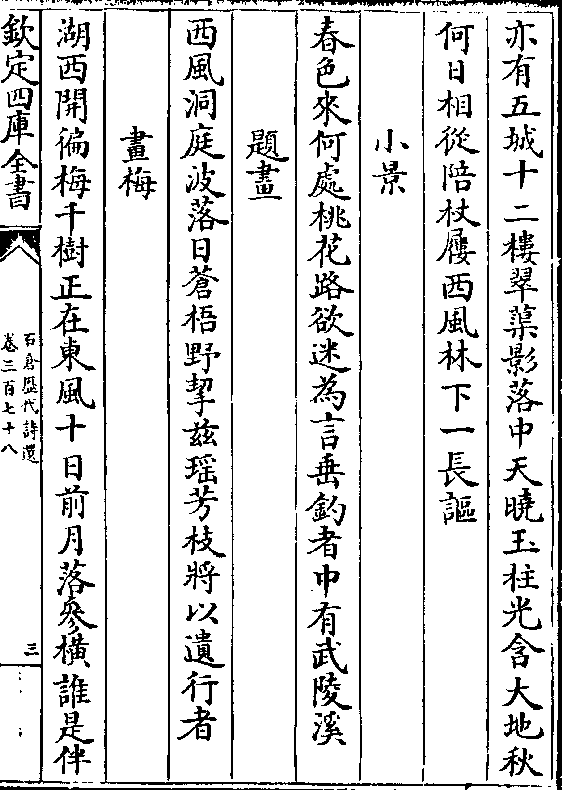 亦有五城十二樓翠蕖影落中天曉玉柱光含大地秋
何日相從陪杖屨西風林下一長謳
小景
春色來何處桃花路欲迷為言垂釣者中有武陵溪
題畫
西風洞庭波落日蒼梧野挈兹瑶芳枝將以遺行者
畫梅
湖西開徧梅千樹正在東風十日前月落參橫誰是伴
欽定四庫全書
石倉歴代詩選
卷三百七十八
三